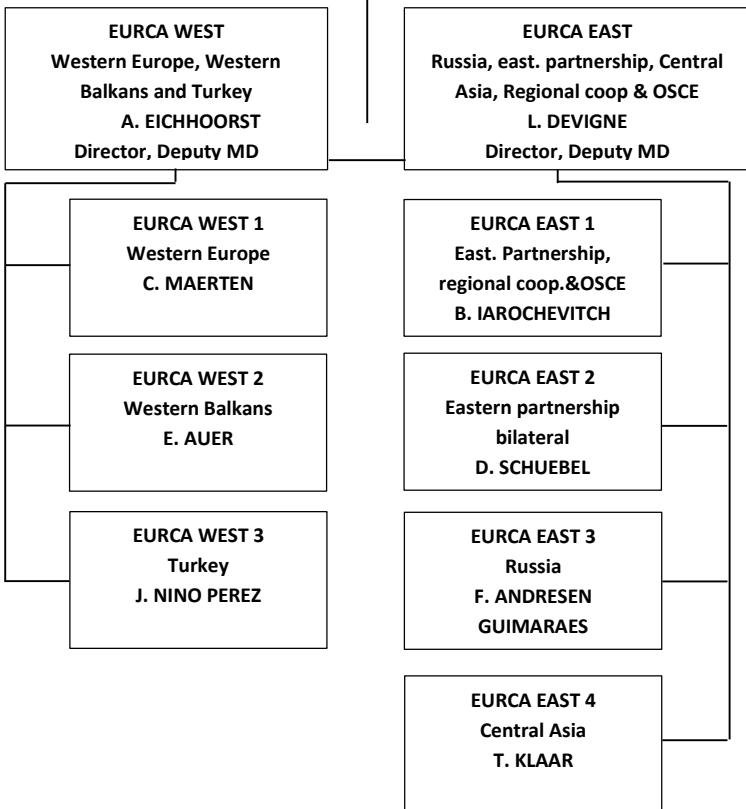 EURCA WEST
Western Europe, Western
Balkans and Turkey
A. EICHHOORST
Director, Deputy MD
EURCA EAST
Russia, east. partnership, Central
Asia, Regional coop & OSCE
L. DEVIGNE
Director, Deputy MD
EURCA WEST 1
Western Europe
C. MAERTEN
EURCA WEST 2
Western Balkans
E. AUER
EURCA WEST 3
Turkey
J. NINO PEREZ
EURCA EAST 1
East. Partnership,
regional coop.&OSCE
B. IAROCHEVITCH
EURCA EAST 2
Eastern partnership
bilateral
D. SCHUEBEL
EURCA EAST 3
Russia
F. ANDRESEN
GUIMARAES
EURCA EAST 4
Central Asia
T. KLAAR